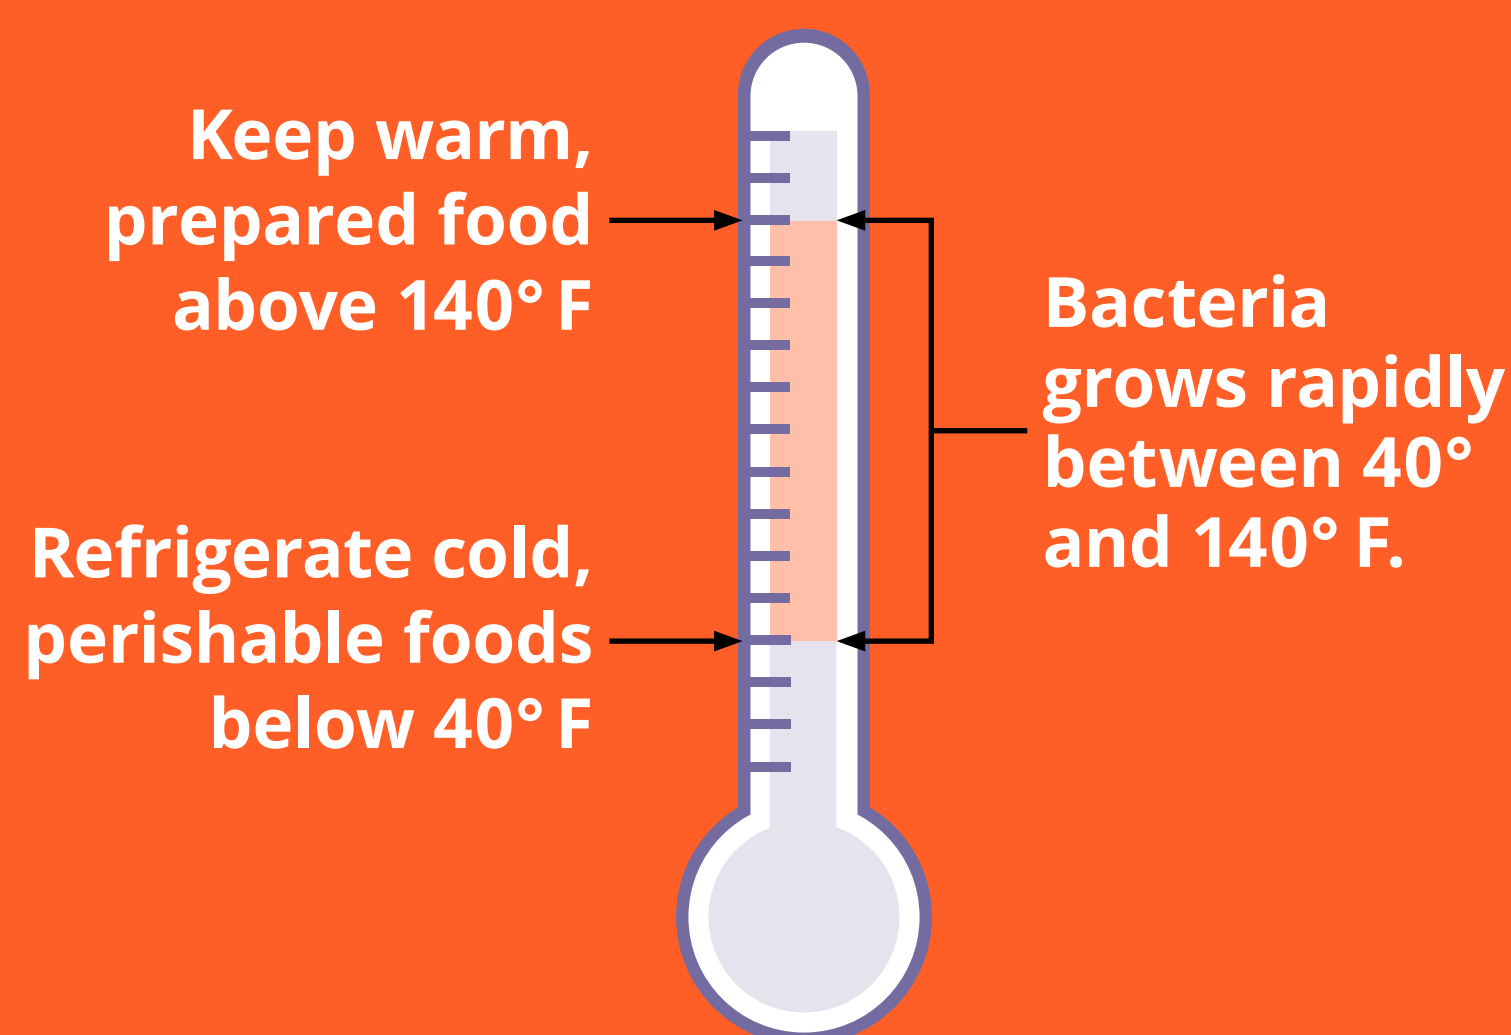 Keep warm,
prepared food
above 140° F
Bacteria
grows rapidly
between 40°
and 140° F.
Refrigerate cold,
perishable foods
below 40° F